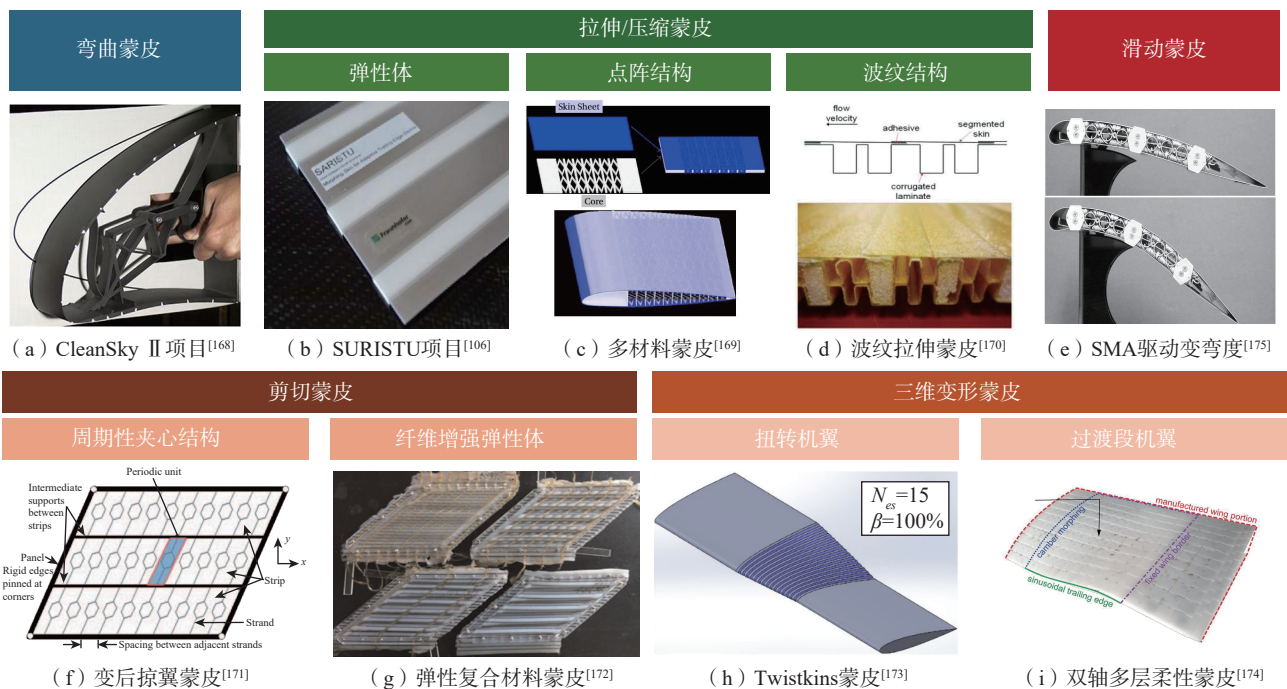 弯曲蒙皮
拉伸/压缩蒙皮
滑动蒙皮
弹性体
点阵结构
波纹结构
SARISTU
Skin Sheet
Core
flow
velocity
adhesive
segmented
skin
corrugated
laminate
（a）CleanSky Ⅱ项目[168]
（b）SURISTU项目[106]
（c）多材料蒙皮[169]
（d）波纹拉伸蒙皮[170]
（e）SMA驱动变弯度[175]
剪切蒙皮
三维变形蒙皮
周期性夹心结构
纤维增强弹性体
扭转机翼
过渡段机翼
Periodic unit
Intermediate
supports
between
strips
Panel
Rigid edges
pinned at
corners
y
x
Strip
Strand
Spacing between adjacent strands
Nes=15
β=100%
manufactured wing portion
camber morphing
fixed wing border
sinusoidal trailing edge
（f）变后掠翼蒙皮[171]
（g）弹性复合材料蒙皮[172]
（h）Twistkins蒙皮[173]
（i）双轴多层柔性蒙皮[174]